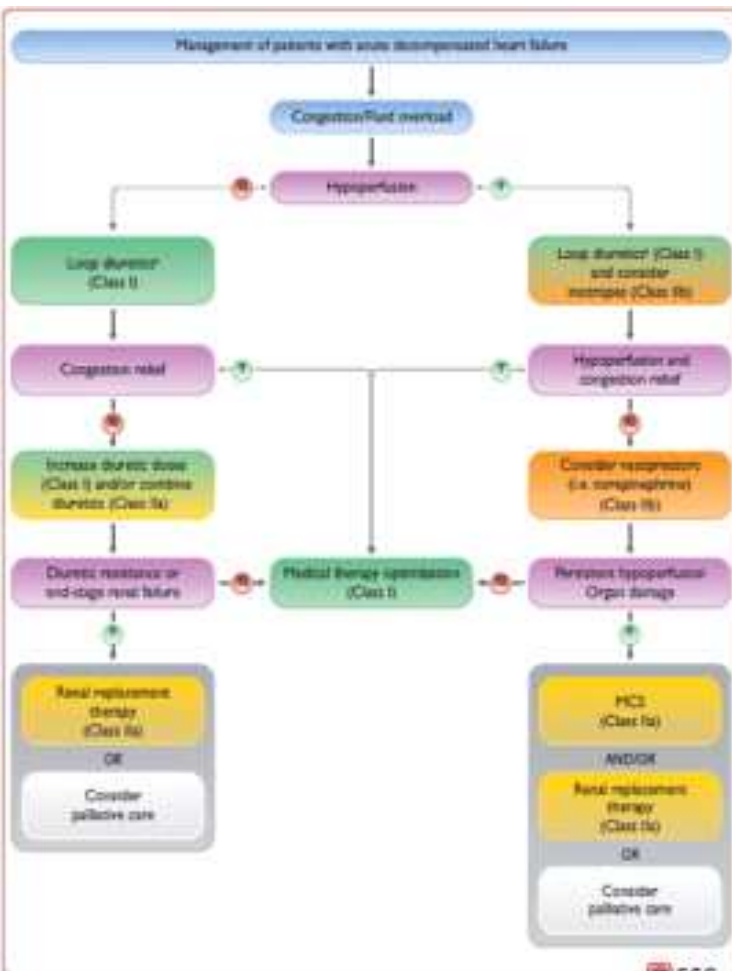 Management of patients with acute decompensated heart failure
Congestion/Fluid overload
Hypoperfusion
N
Y
Loop diuretics
(Class I)
Loop diuretics (Class I)
and consider
inotropes (Class IIb)
Congestion relief
Y
Y
Hypoperfusion and
congestion relief
N
N
Increase diuretic doses
(Class I) and/or combine
diuretics (Class IIa)
Consider vasopressors
(i.e. norepinephrine)
(Class IIb)
Diuretic resistance or
end-stage renal failure
N
Medical therapy optimization
(Class I)
N
Persistent hypoperfusion
Organ damage
Y
Y
Renal replacement
therapy
(Class IIa)
OR
Consider
palliative care
MCS
(Class IIa)
AND/OR
Renal replacement
therapy
(Class IIa)
OR
Consider
palliative care